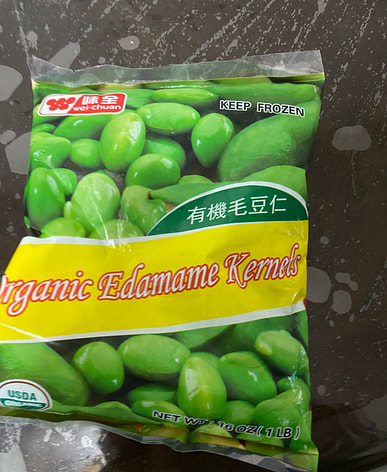 味全
wei-chuan
KEEP FROZEN
有機毛豆仁
Organic Edamame Kernels
USDA
NET WT. 16 OZ (1 LB)